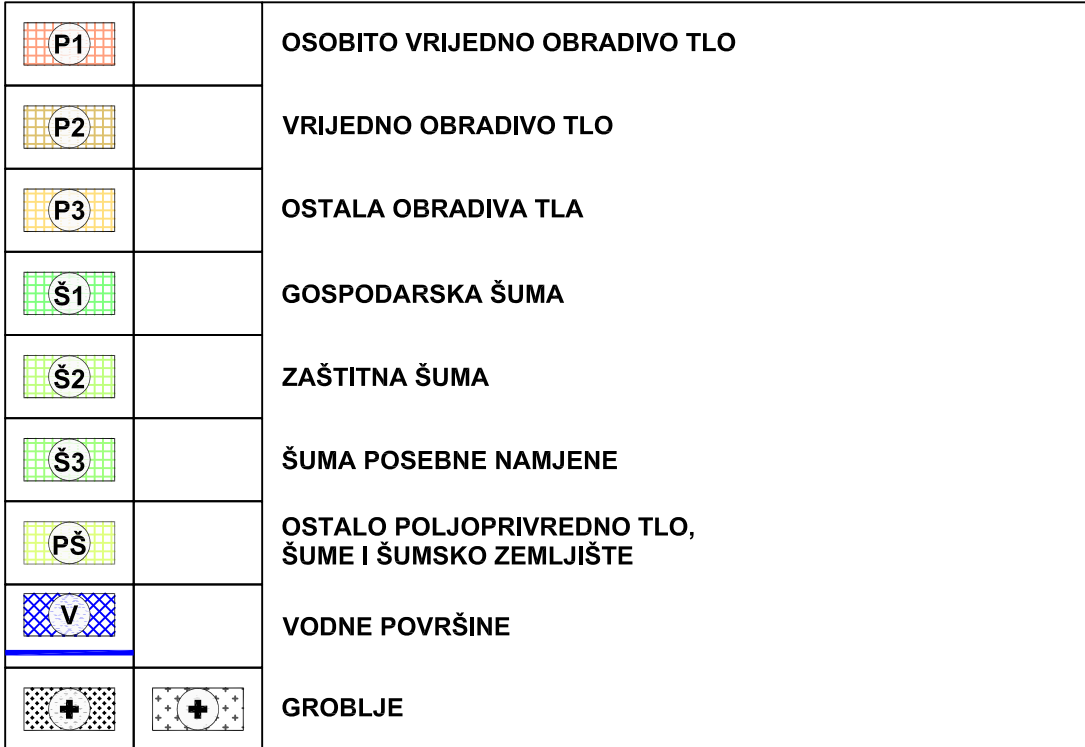 P1 OSOBITO VRIJEDNO OBRADIVO TLO
P2 VRIJEDNO OBRADIVO TLO
P3 OSTALA OBRADIVA TLA
Š1 GOSPODARSKA ŠUMA
Š2 ZAŠTITNA ŠUMA
Š3 ŠUMA POSEBNE NAMJENE
PŠ OSTALO POLJOPRIVREDNO TLO,
ŠUME I ŠUMSKO ZEMLJIŠTE
V VODNE POVRŠINE
GROBLJE